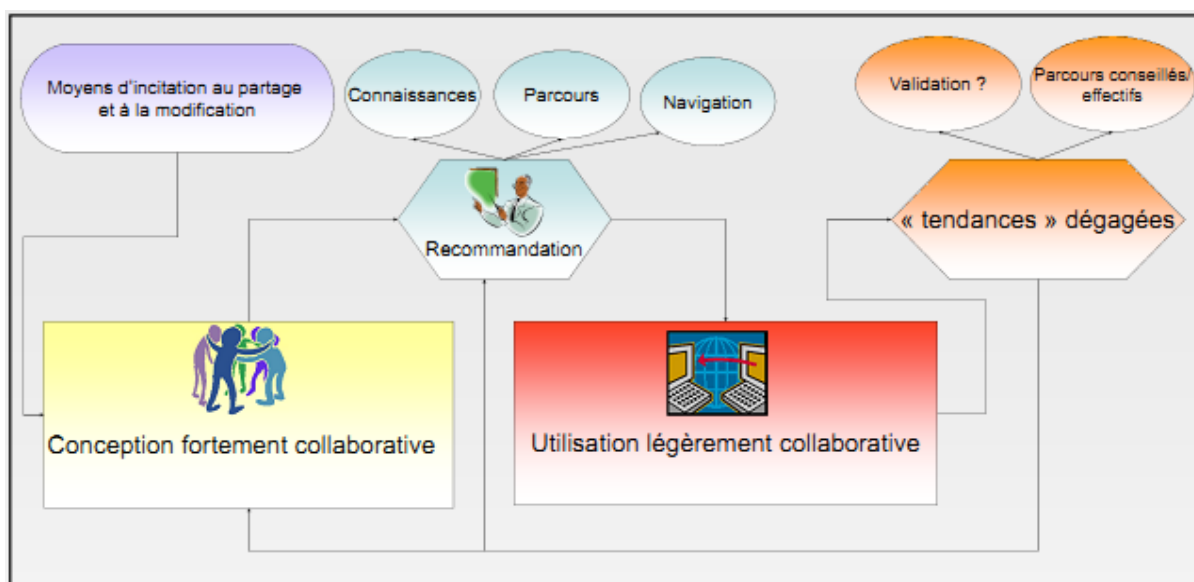 Moyens d'incitation au partage
et à la modification
Connaissances
Parcours
Navigation
Validation ?
Parcours conseillés/
effectifs
Recommandation
« tendances » dégagées
Conception fortement collaborative
Utilisation légèrement collaborative